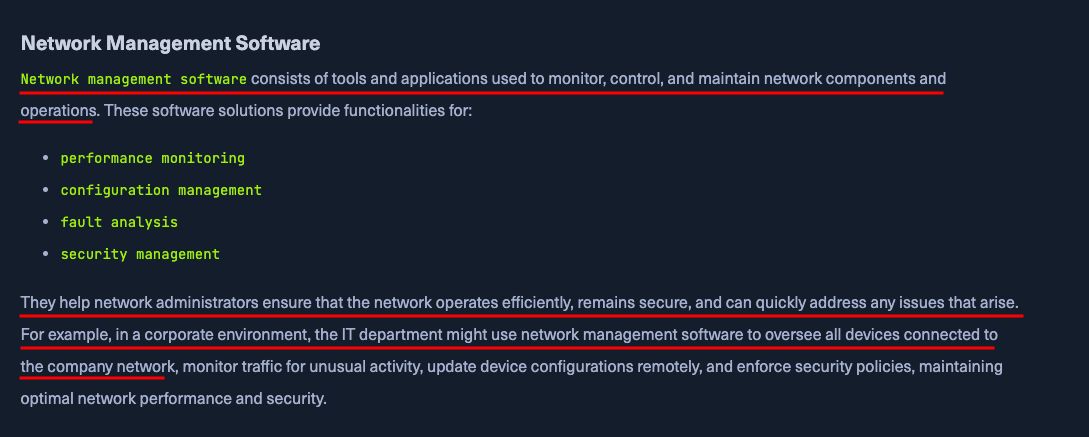 Network Management Software
Network management software consists of tools and applications used to monitor, control, and maintain network components and
operations. These software solutions provide functionalities for:
• performance monitoring
• configuration management
• fault analysis
• security management
They help network administrators ensure that the network operates efficiently, remains secure, and can quickly address any issues that arise.
For example, in a corporate environment, the IT department might use network management software to oversee all devices connected to
the company network, monitor traffic for unusual activity, update device configurations remotely, and enforce security policies, maintaining
optimal network performance and security.